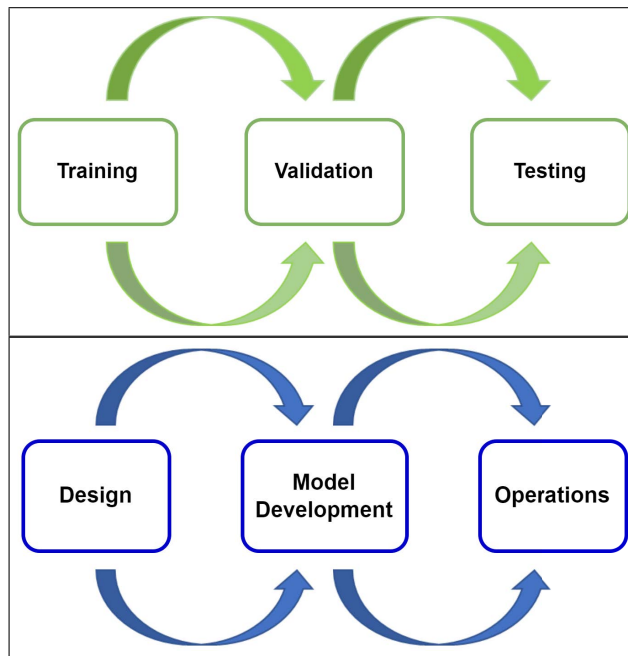 Training
Validation
Testing
Design
Model
Development
Operations